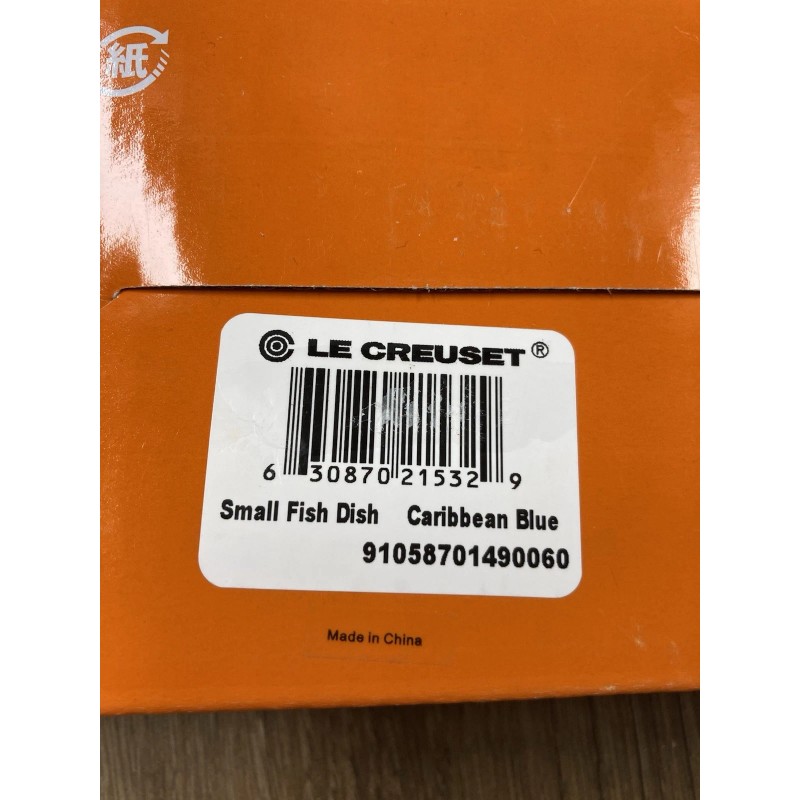 紙
LE CREUSET®
6 30870 21532 9
Small Fish Dish Caribbean Blue
91058701490060
Made in China